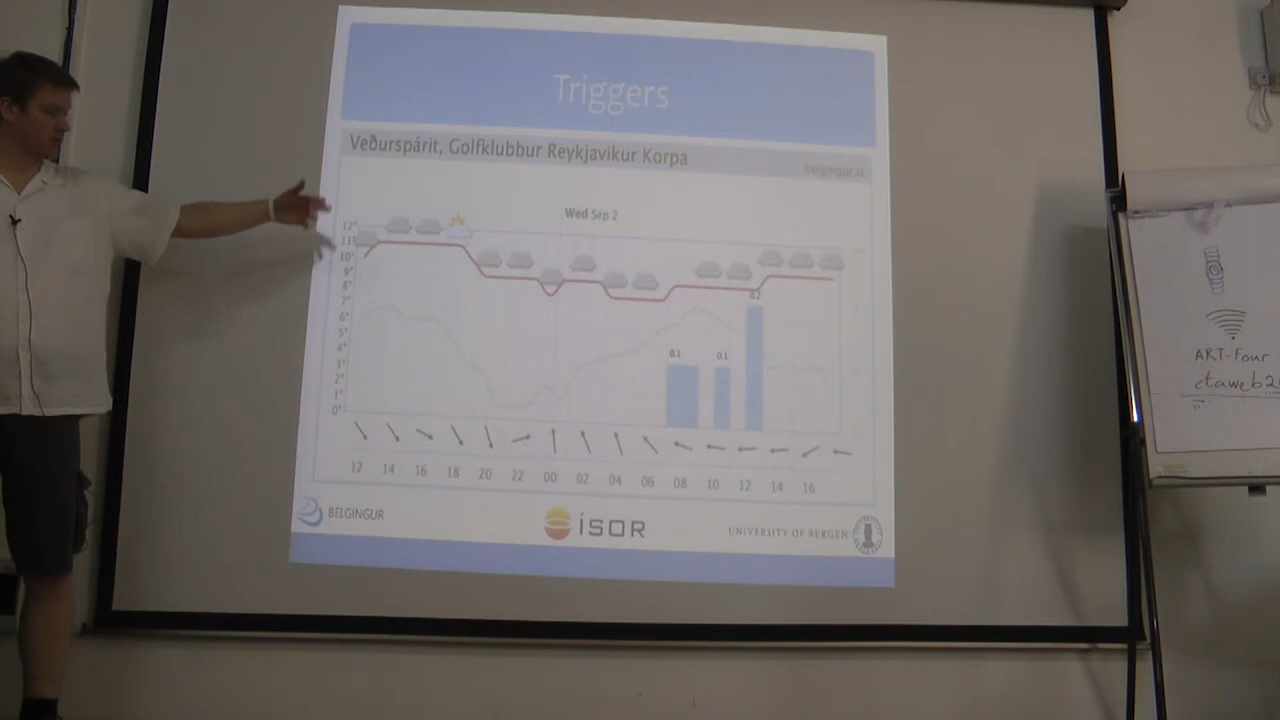 Triggers
Veðurspárit, Golfklubbur Reykjavikur Korpa
belgingur.is
Wed Sep 2
12°
11°
10°
9°
8°
7°
6°
5°
4°
3°
2°
1°
0°
0.1
0.1
0.2
12 14 16 18 20 22 00 02 04 06 08 10 12 14 16
BELGINGUR
ÍSOR
UNIVERSITY OF BERGEN
ART-Four